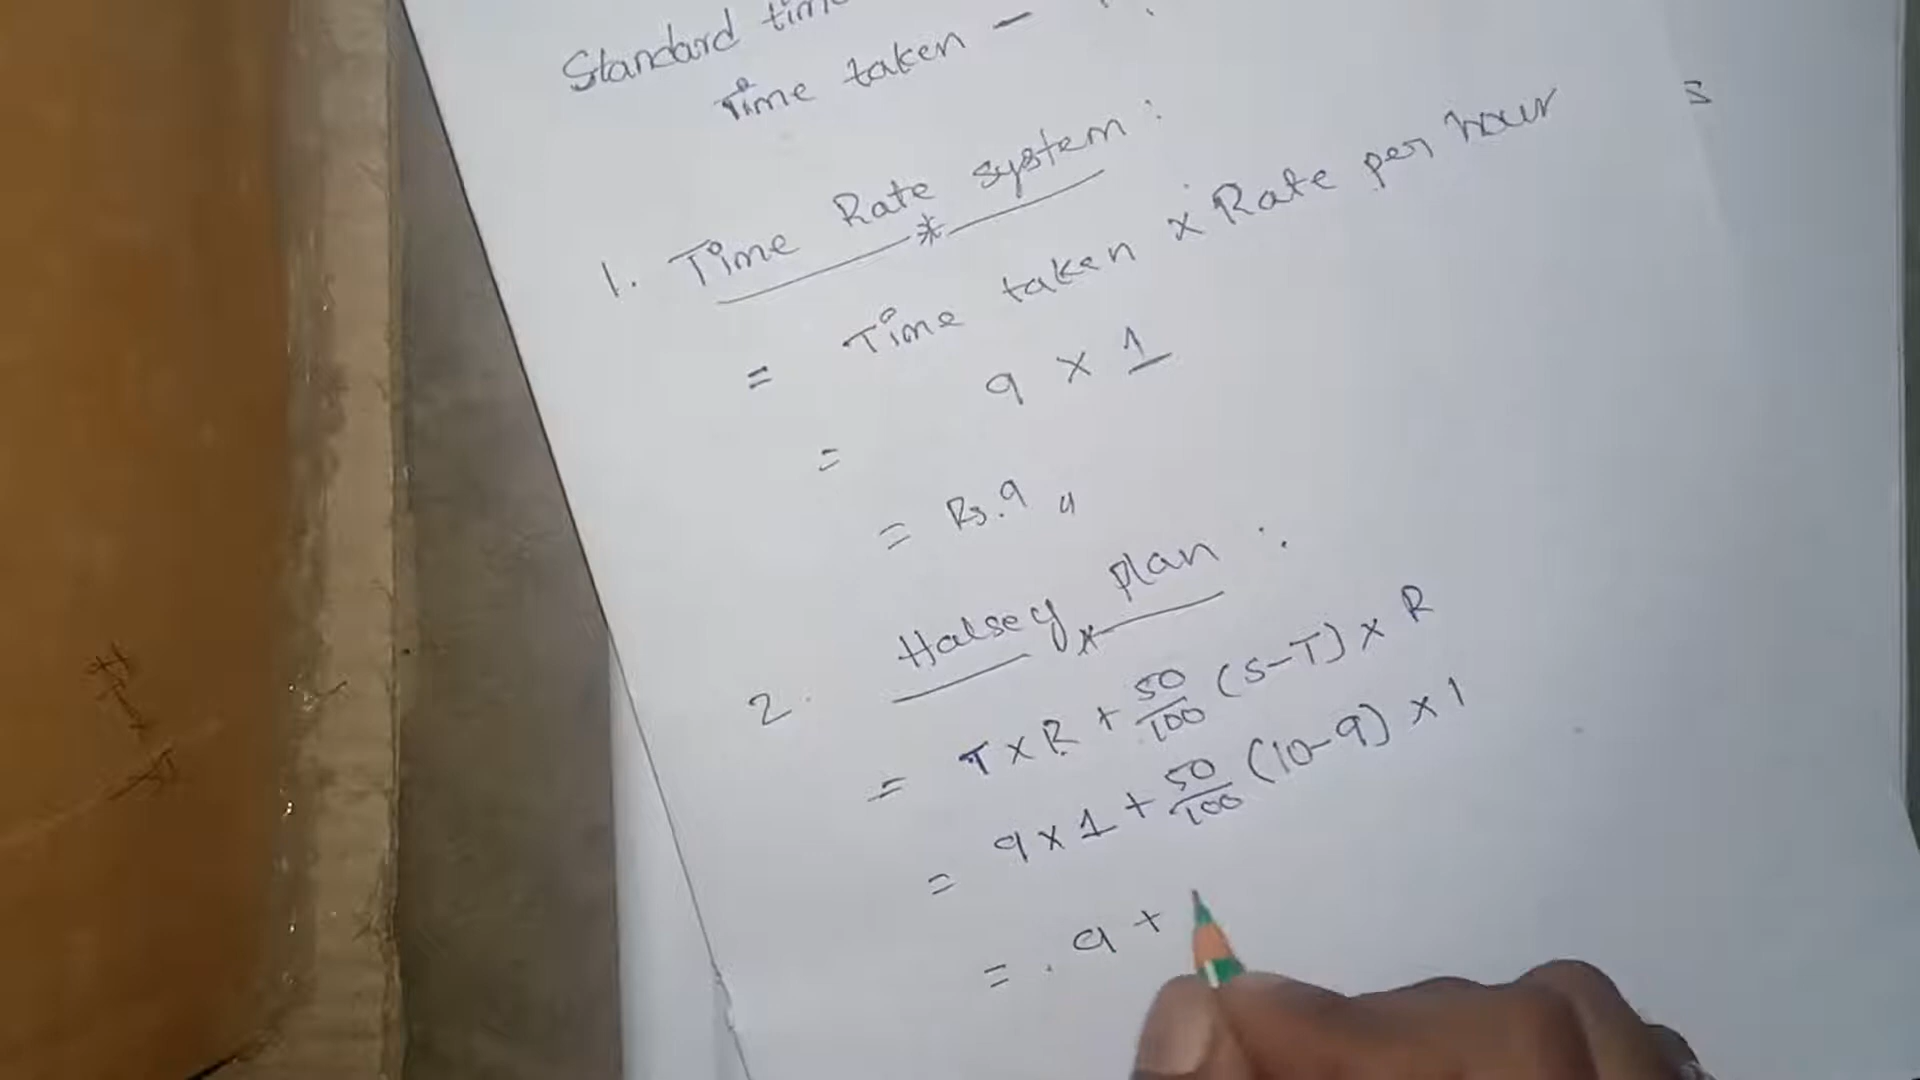 Standard time
Time taken -
1. Time Rate system :
= Time taken x Rate per hour
= 9 x 1
= Rs. 9
2. Halsey plan :
= T x R + 50/100 (S-T) x R
= 9 x 1 + 50/100 (10-9) x 1
= 9 +